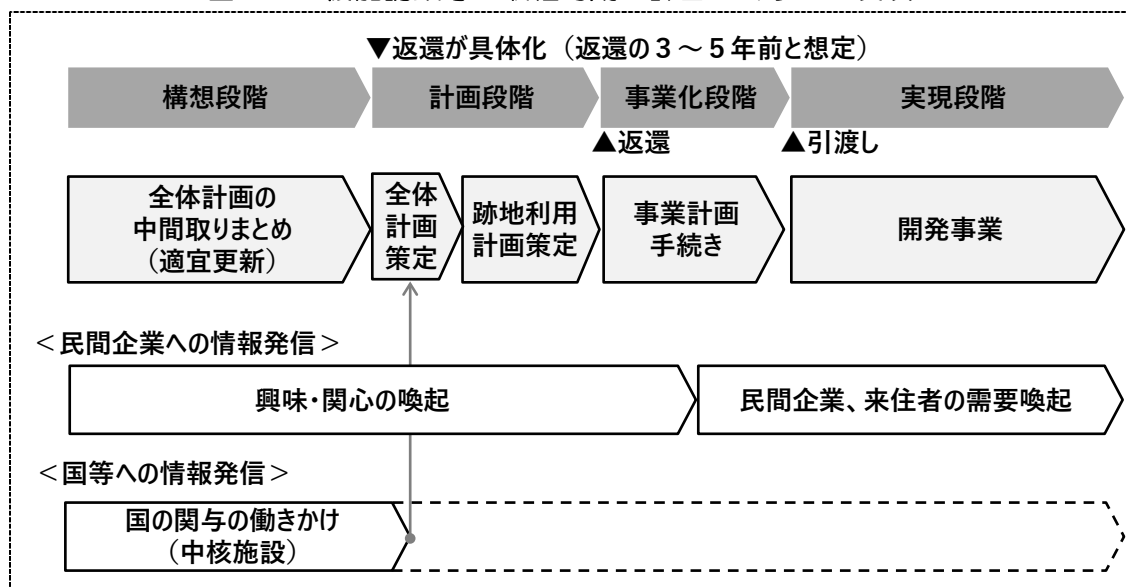 ▼返還が具体化（返還の３～５年前と想定）
構想段階
計画段階
事業化段階
実現段階
▲返還
▲引渡し
全体計画の
中間取りまとめ
（適宜更新）
全体
計画
策定
跡地利用
計画策定
事業計画
手続き
開発事業
＜民間企業への情報発信＞
興味・関心の喚起
民間企業、来住者の需要喚起
＜国等への情報発信＞
国の関与の働きかけ
（中核施設）